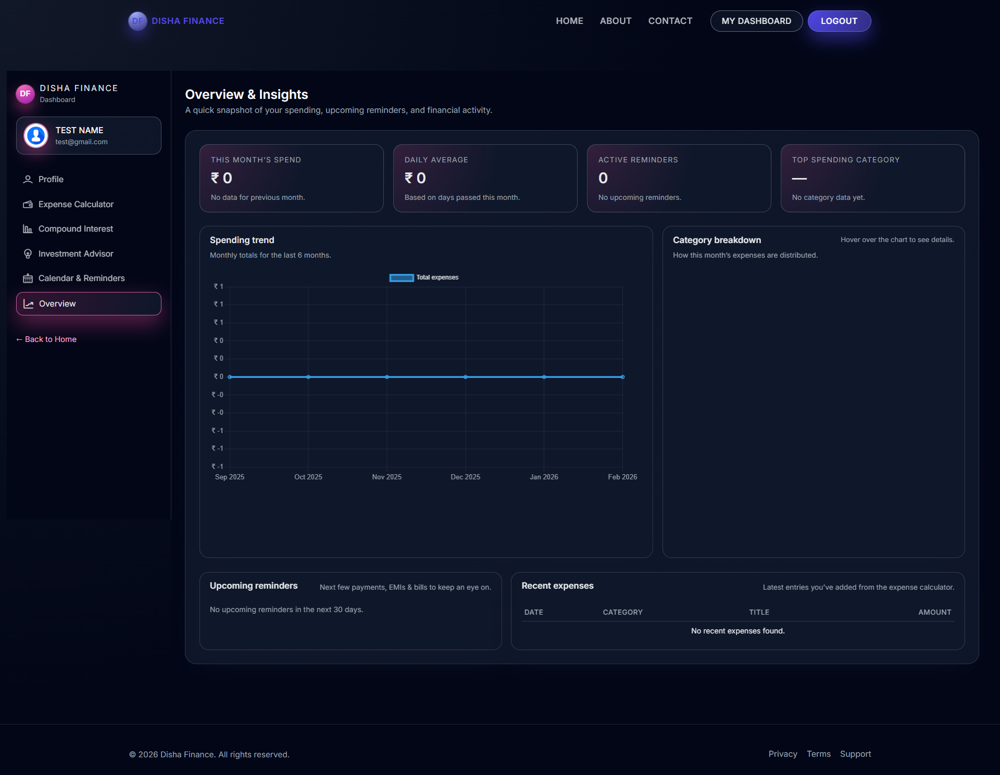 DF DISHA FINANCE
HOME ABOUT CONTACT MY DASHBOARD LOGOUT
DF DISHA FINANCE
Dashboard
TEST NAME
test@gmail.com
Profile
Expense Calculator
Compound Interest
Investment Advisor
Calendar & Reminders
Overview
← Back to Home
Overview & Insights
A quick snapshot of your spending, upcoming reminders, and financial activity.
THIS MONTH’S SPEND
₹ 0
No data for previous month.
DAILY AVERAGE
₹ 0
Based on days passed this month.
ACTIVE REMINDERS
0
No upcoming reminders.
TOP SPENDING CATEGORY
—
No category data yet.
Spending trend
Monthly totals for the last 6 months.
Total expenses
₹ 1
₹ 1
₹ 1
₹ 0
₹ 0
₹ 0
₹ -0
₹ -0
₹ -1
₹ -1
₹ -1
Sep 2025 Oct 2025 Nov 2025 Dec 2025 Jan 2026 Feb 2026
Category breakdown
Hover over the chart to see details.
How this month’s expenses are distributed.
Upcoming reminders
Next few payments, EMIs & bills to keep an eye on.
No upcoming reminders in the next 30 days.
Recent expenses
Latest entries you’ve added from the expense calculator.
DATE CATEGORY TITLE AMOUNT
No recent expenses found.
© 2026 Disha Finance. All rights reserved.
Privacy Terms Support